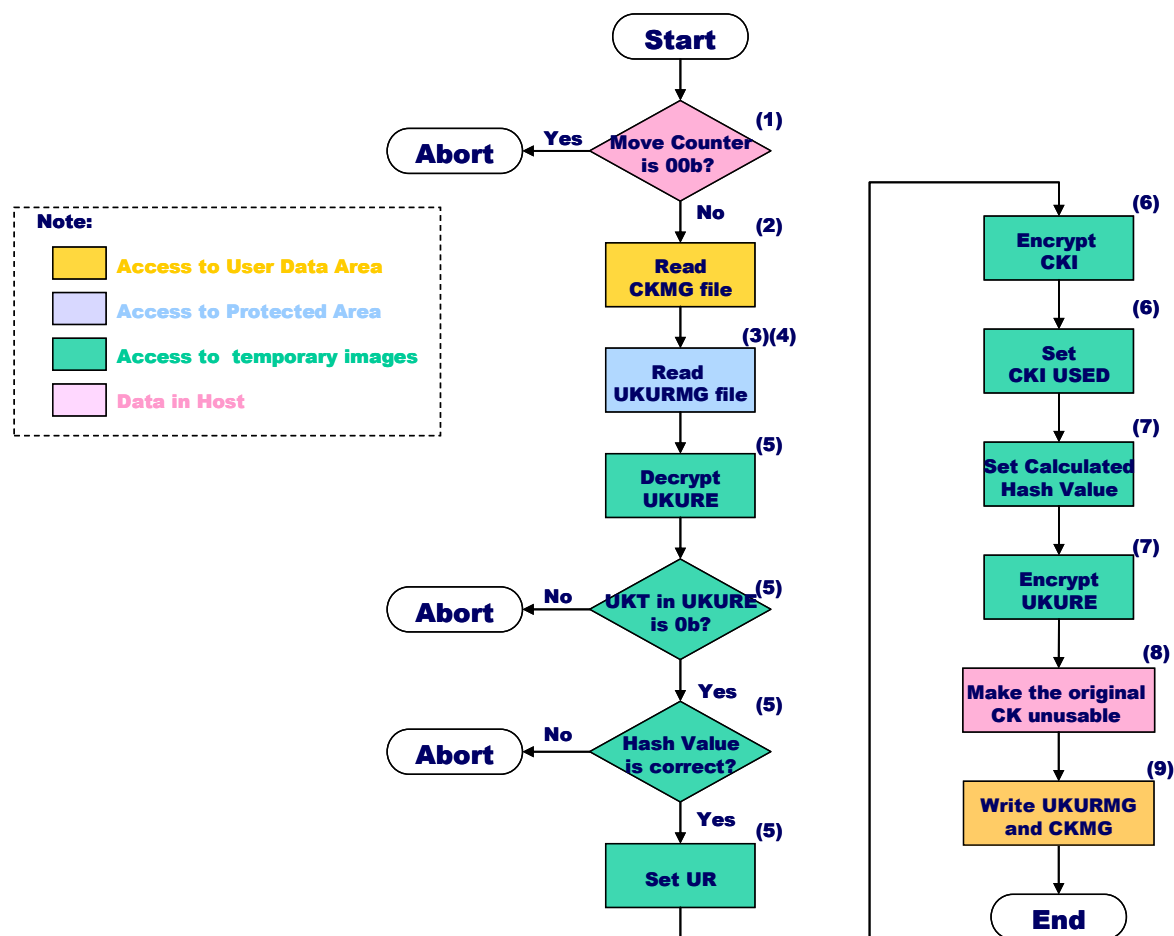 Start
(1)
Move Counter
is 00b?
Yes
Abort
No
Note:
Access to User Data Area
Access to Protected Area
Access to  temporary images
Data in Host
(2)
Read
CKMG file
(3)(4)
Read
UKURMG file
(5)
Decrypt
UKURE
(5)
UKT in UKURE
is 0b?
No
Abort
Yes
(5)
Hash Value
is correct?
No
Abort
Yes
(5)
Set UR
(6)
Encrypt
CKI
(6)
Set
CKI USED
(7)
Set Calculated
Hash Value
(7)
Encrypt
UKURE
(8)
Make the original
CK unusable
(9)
Write UKURMG
and CKMG
End